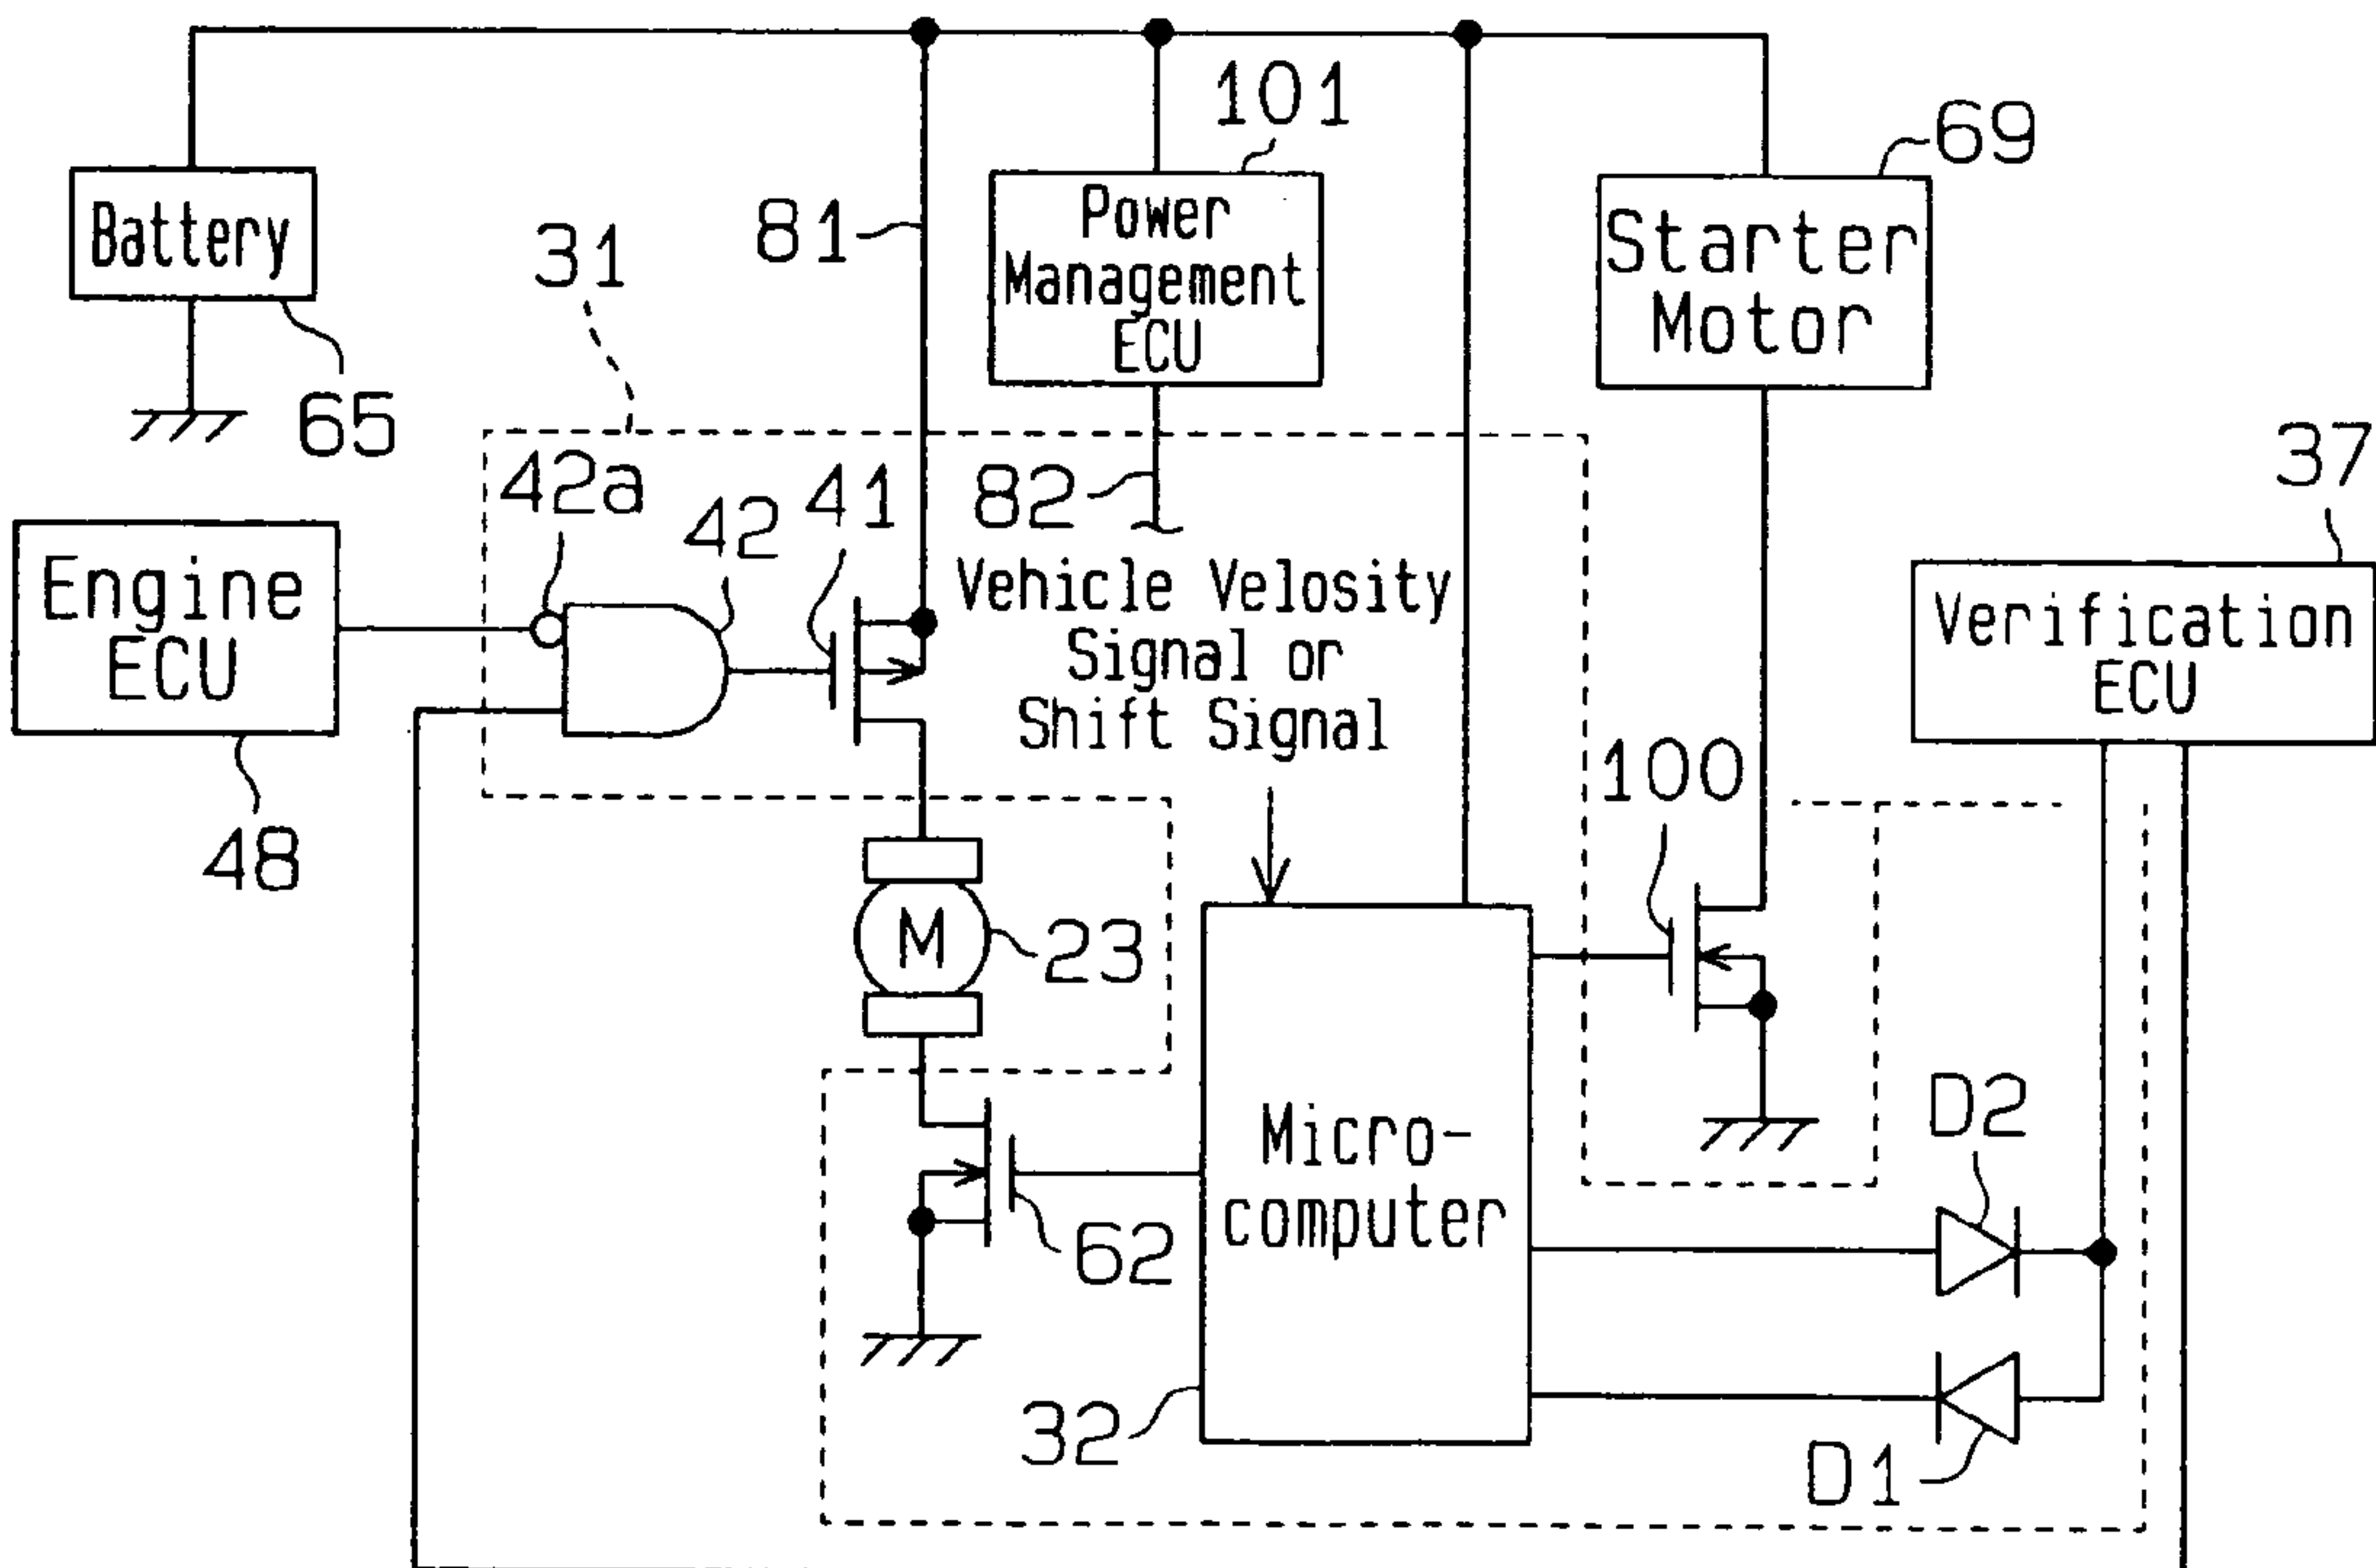 101
69
Battery
31
81
Power
Management
ECU
Starter
Motor
65
42a
42
41
82
37
Engine
ECU
48
Vehicle Velosity
Signal or
Shift Signal
Verification
ECU
100
M
23
Micro-
computer
62
32
D2
D1